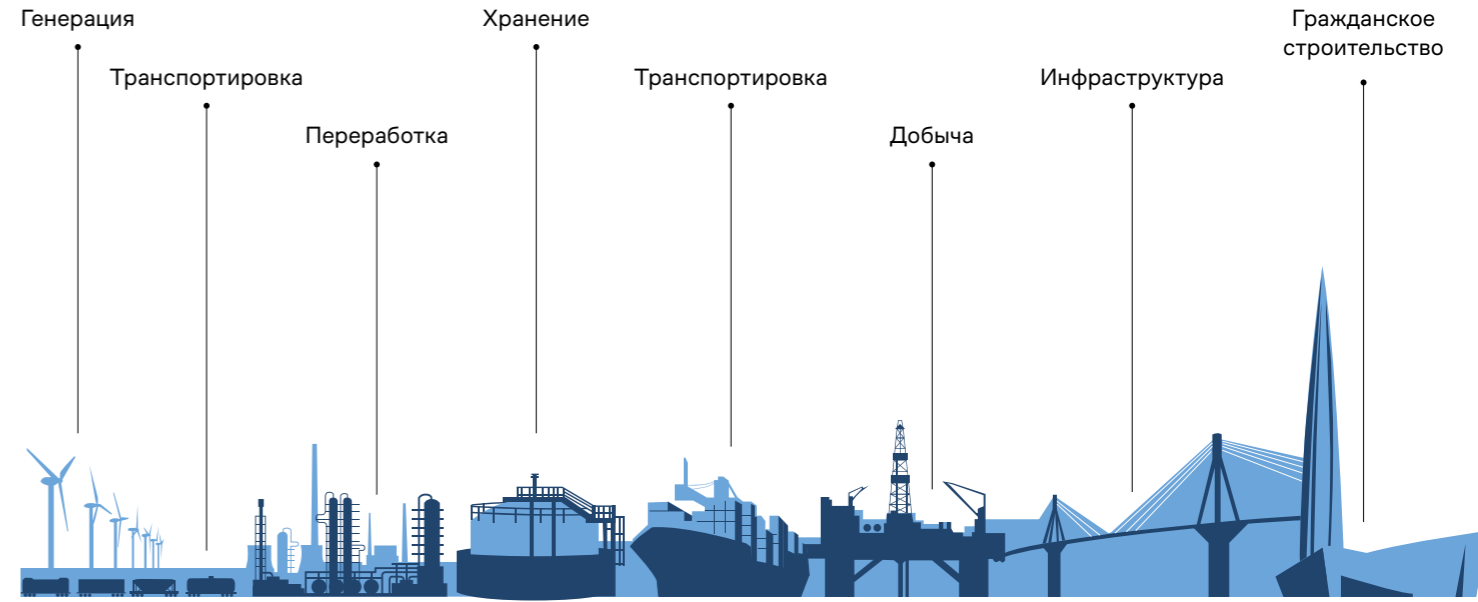 Генерация
Транспортировка
Переработка
Хранение
Транспортировка
Добыча
Инфраструктура
Гражданское
строительство